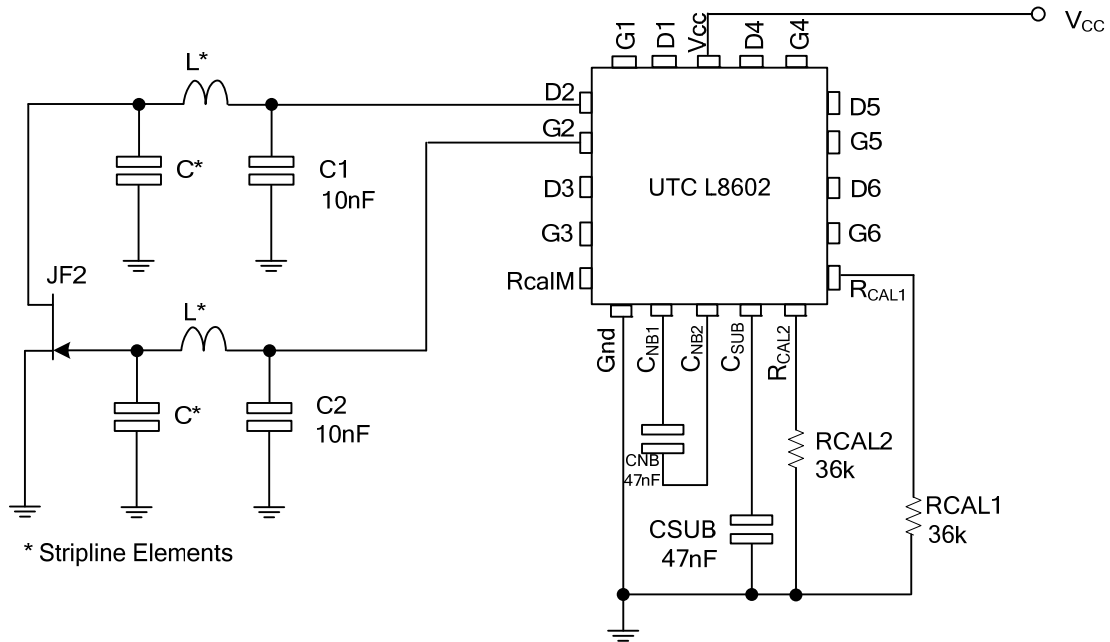 G1
D1
Vcc
D4
G4
VCC
L*
D2
G2
D3
G3
RcalM
UTC L8602
D5
G5
D6
G6
RCAL1
C*
C1
10nF
JF2
L*
C*
C2
10nF
Gnd
CNB1
CNB2
CSUB
RCAL2
CNB
47nF
CSUB
47nF
RCAL2
36k
RCAL1
36k
* Stripline Elements